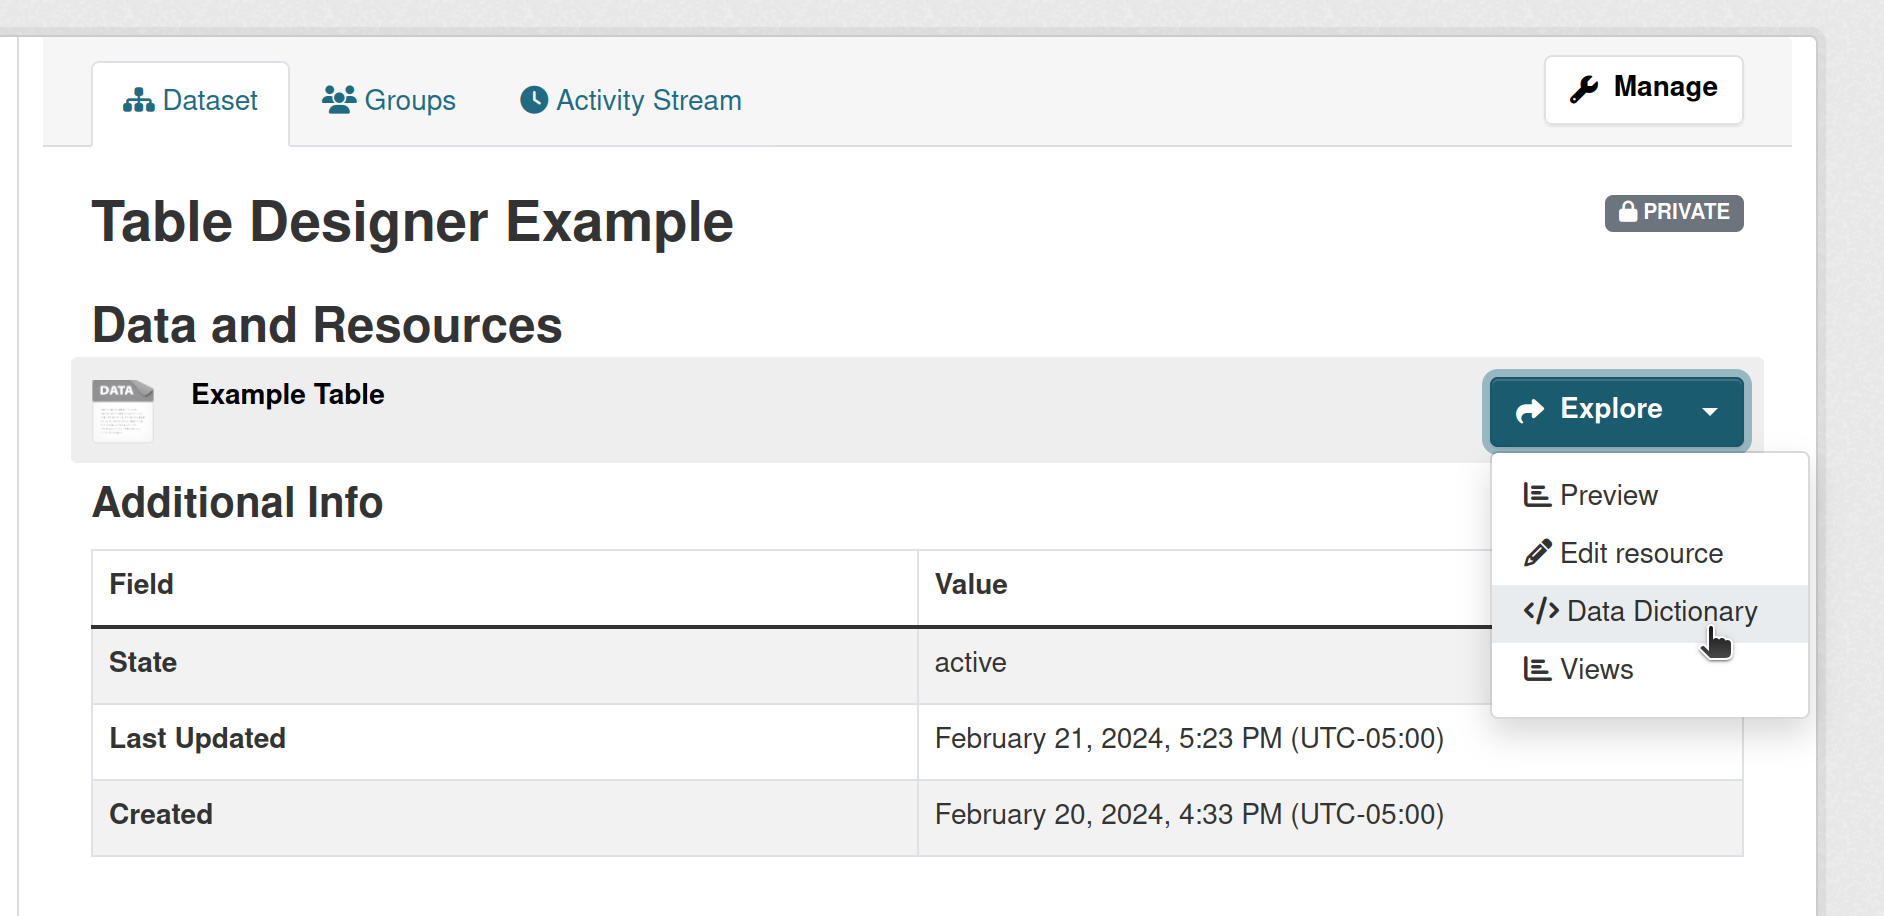 Dataset Groups Activity Stream Manage
Table Designer Example PRIVATE
Data and Resources
DATA Example Table Explore
Preview
Edit resource
Data Dictionary
Views
Additional Info
Field Value
State active
Last Updated February 21, 2024, 5:23 PM (UTC-05:00)
Created February 20, 2024, 4:33 PM (UTC-05:00)